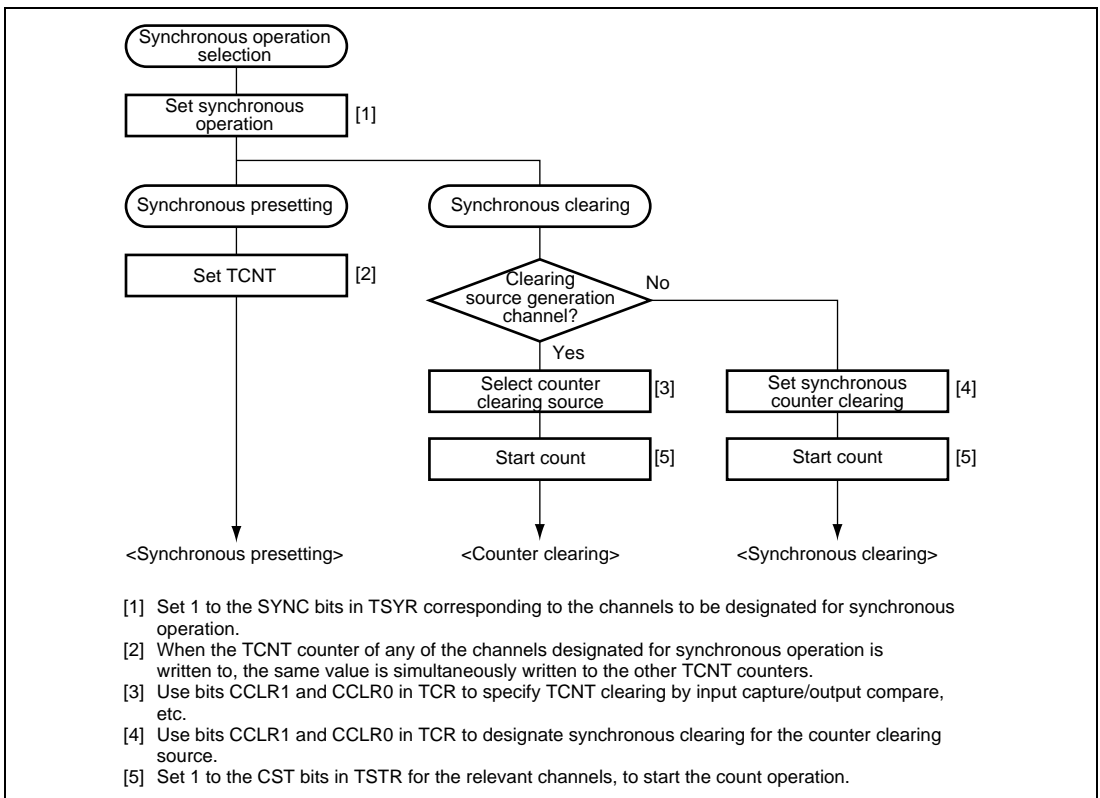 Synchronous operation
selection
Set synchronous
operation
[1]
Synchronous presetting
Synchronous clearing
Set TCNT
[2]
Clearing
source generation
channel?
No
Yes
Select counter
clearing source
[3]
Set synchronous
counter clearing
[4]
Start count
[5]
Start count
[5]
<Synchronous presetting>
<Counter clearing>
<Synchronous clearing>
[1] Set 1 to the SYNC bits in TSYR corresponding to the channels to be designated for synchronous
operation.
[2] When the TCNT counter of any of the channels designated for synchronous operation is
written to, the same value is simultaneously written to the other TCNT counters.
[3] Use bits CCLR1 and CCLR0 in TCR to specify TCNT clearing by input capture/output compare,
etc.
[4] Use bits CCLR1 and CCLR0 in TCR to designate synchronous clearing for the counter clearing
source.
[5] Set 1 to the CST bits in TSTR for the relevant channels, to start the count operation.